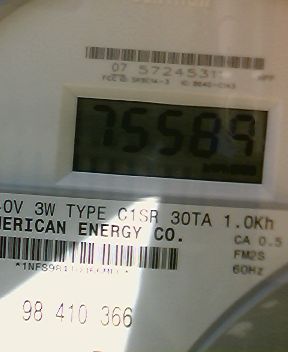 07 5724531
75589
0V 3W TYPE C1SR 30TA 1.0Kh
MERICAN ENERGY CO.
CA 0.5
FM2S
60Hz
98 410 366